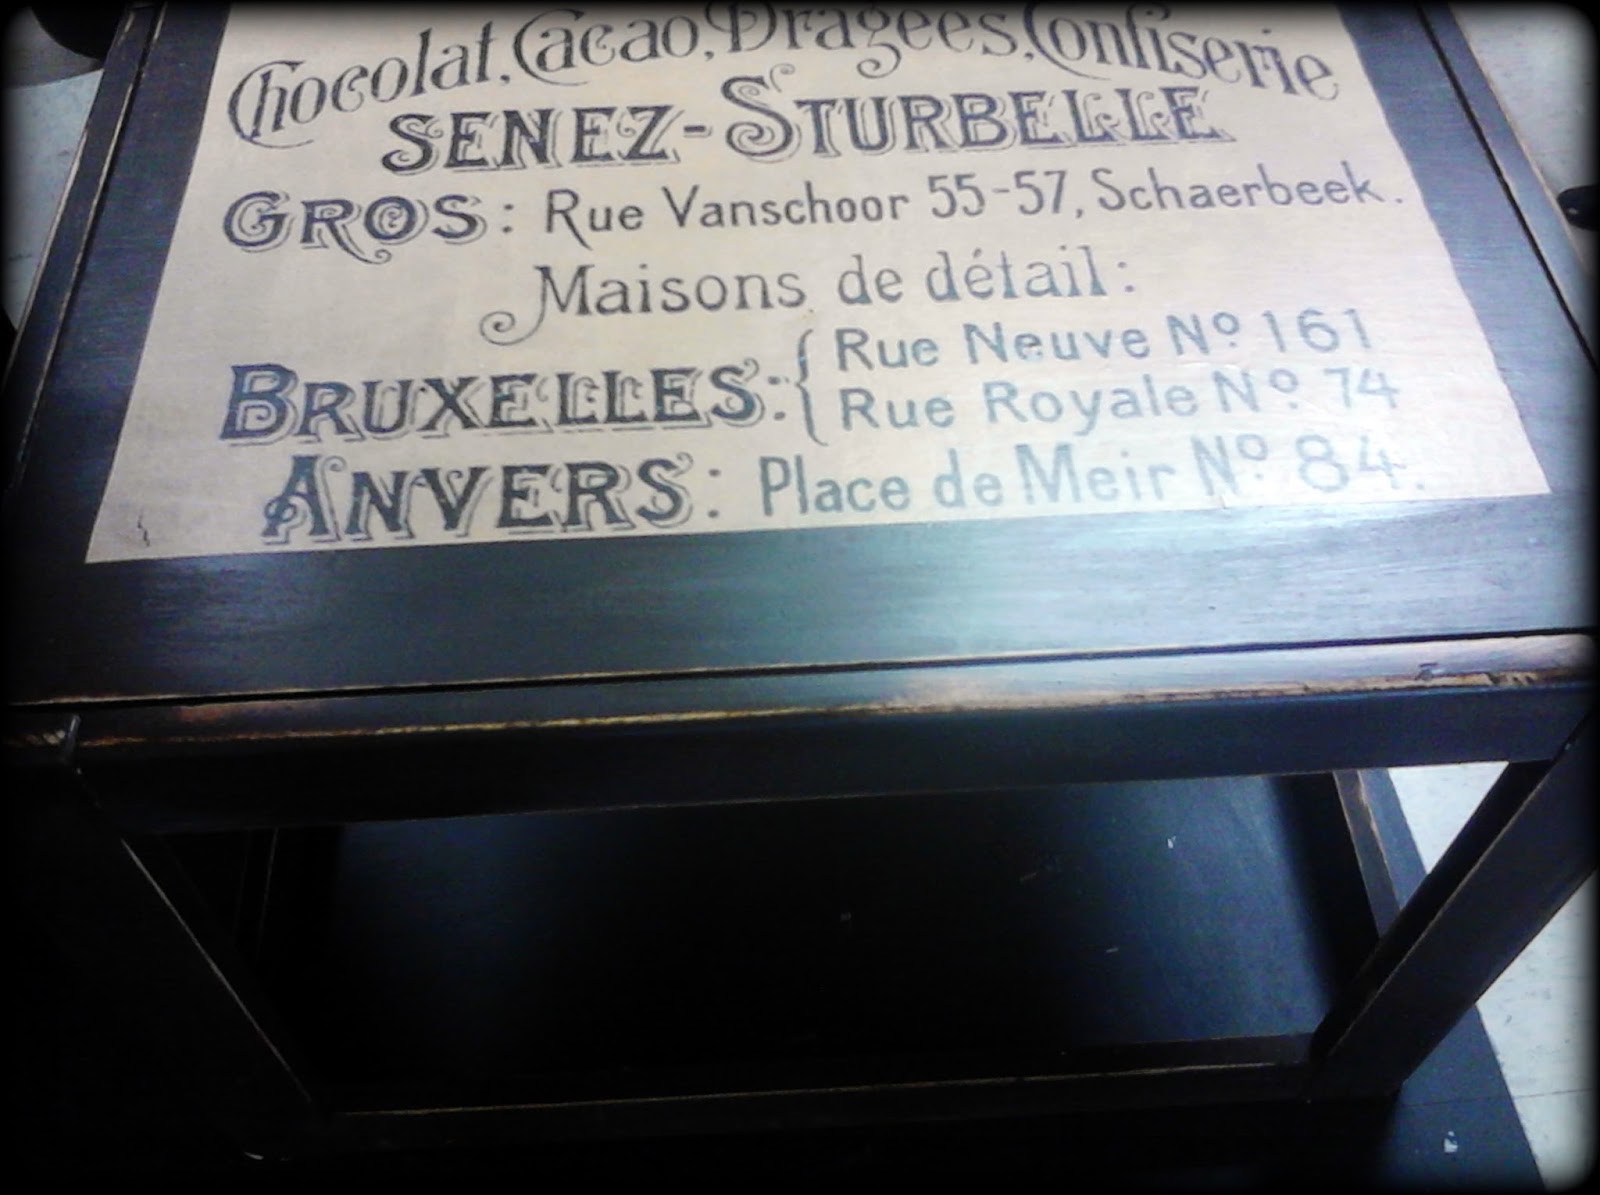 Chocolat, Cacao, Dragées, Confiserie
SENEZ-STURBELLE
GROS: Rue Vanschoor 55-57, Schaerbeek.
Maisons de détail:
BRUXELLES: { Rue Neuve Nº 161
Rue Royale Nº 74
ANVERS: Place de Meir Nº 84.